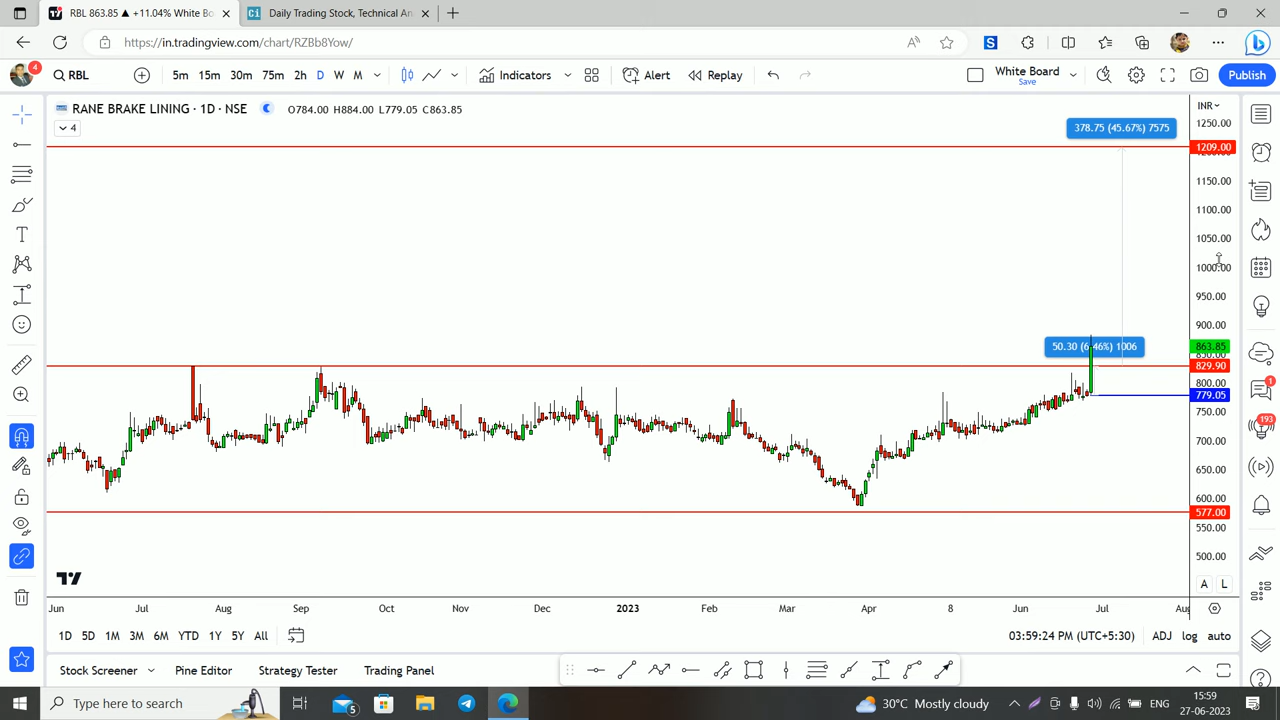 RBL 863.85 ▲ +11.04% White Bo
Daily Trading Stock, Technical An
https://in.tradingview.com/chart/RZBb8Yow/
4
RBL
5m 15m 30m 75m 2h D W M
Indicators
Alert
Replay
White Board
Save
Publish
RANE BRAKE LINING · 1D · NSE
O784.00 H884.00 L779.05 C863.85
4
INR
1250.00
378.75 (45.67%) 7575
1209.00
1150.00
1100.00
1050.00
1000.00
950.00
900.00
50.30 (6.46%) 1006
863.85
829.90
800.00
779.05
750.00
700.00
650.00
600.00
577.00
550.00
500.00
1
193
A L
Jun Jul Aug Sep Oct Nov Dec 2023 Feb Mar Apr 8 Jun Jul Aug
1D 5D 1M 3M 6M YTD 1Y 5Y All
03:59:24 PM (UTC+5:30)
ADJ log auto
Stock Screener
Pine Editor
Strategy Tester
Trading Panel
Type here to search
5
30°C Mostly cloudy
ENG
15:59
27-06-2023